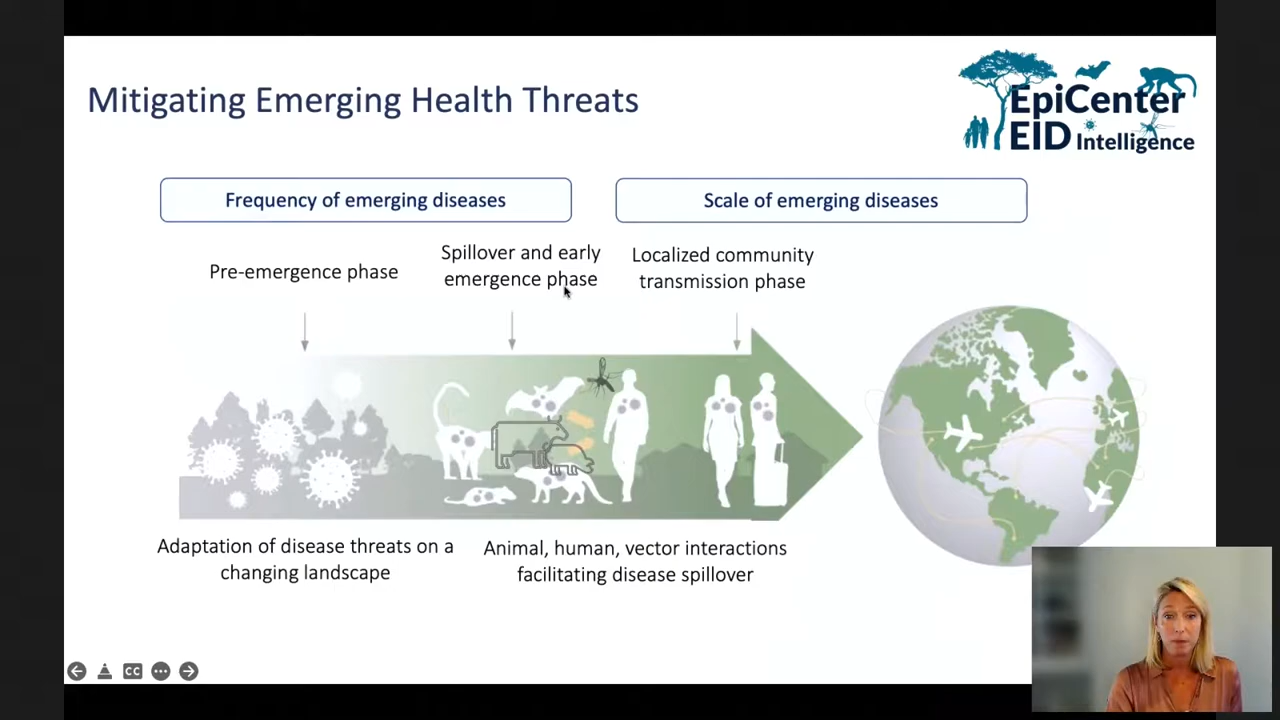 Mitigating Emerging Health Threats
EpiCenter
EID Intelligence
Frequency of emerging diseases
Scale of emerging diseases
Pre-emergence phase
Spillover and early
emergence phase
Localized community
transmission phase
Adaptation of disease threats on a
changing landscape
Animal, human, vector interactions
facilitating disease spillover
CC